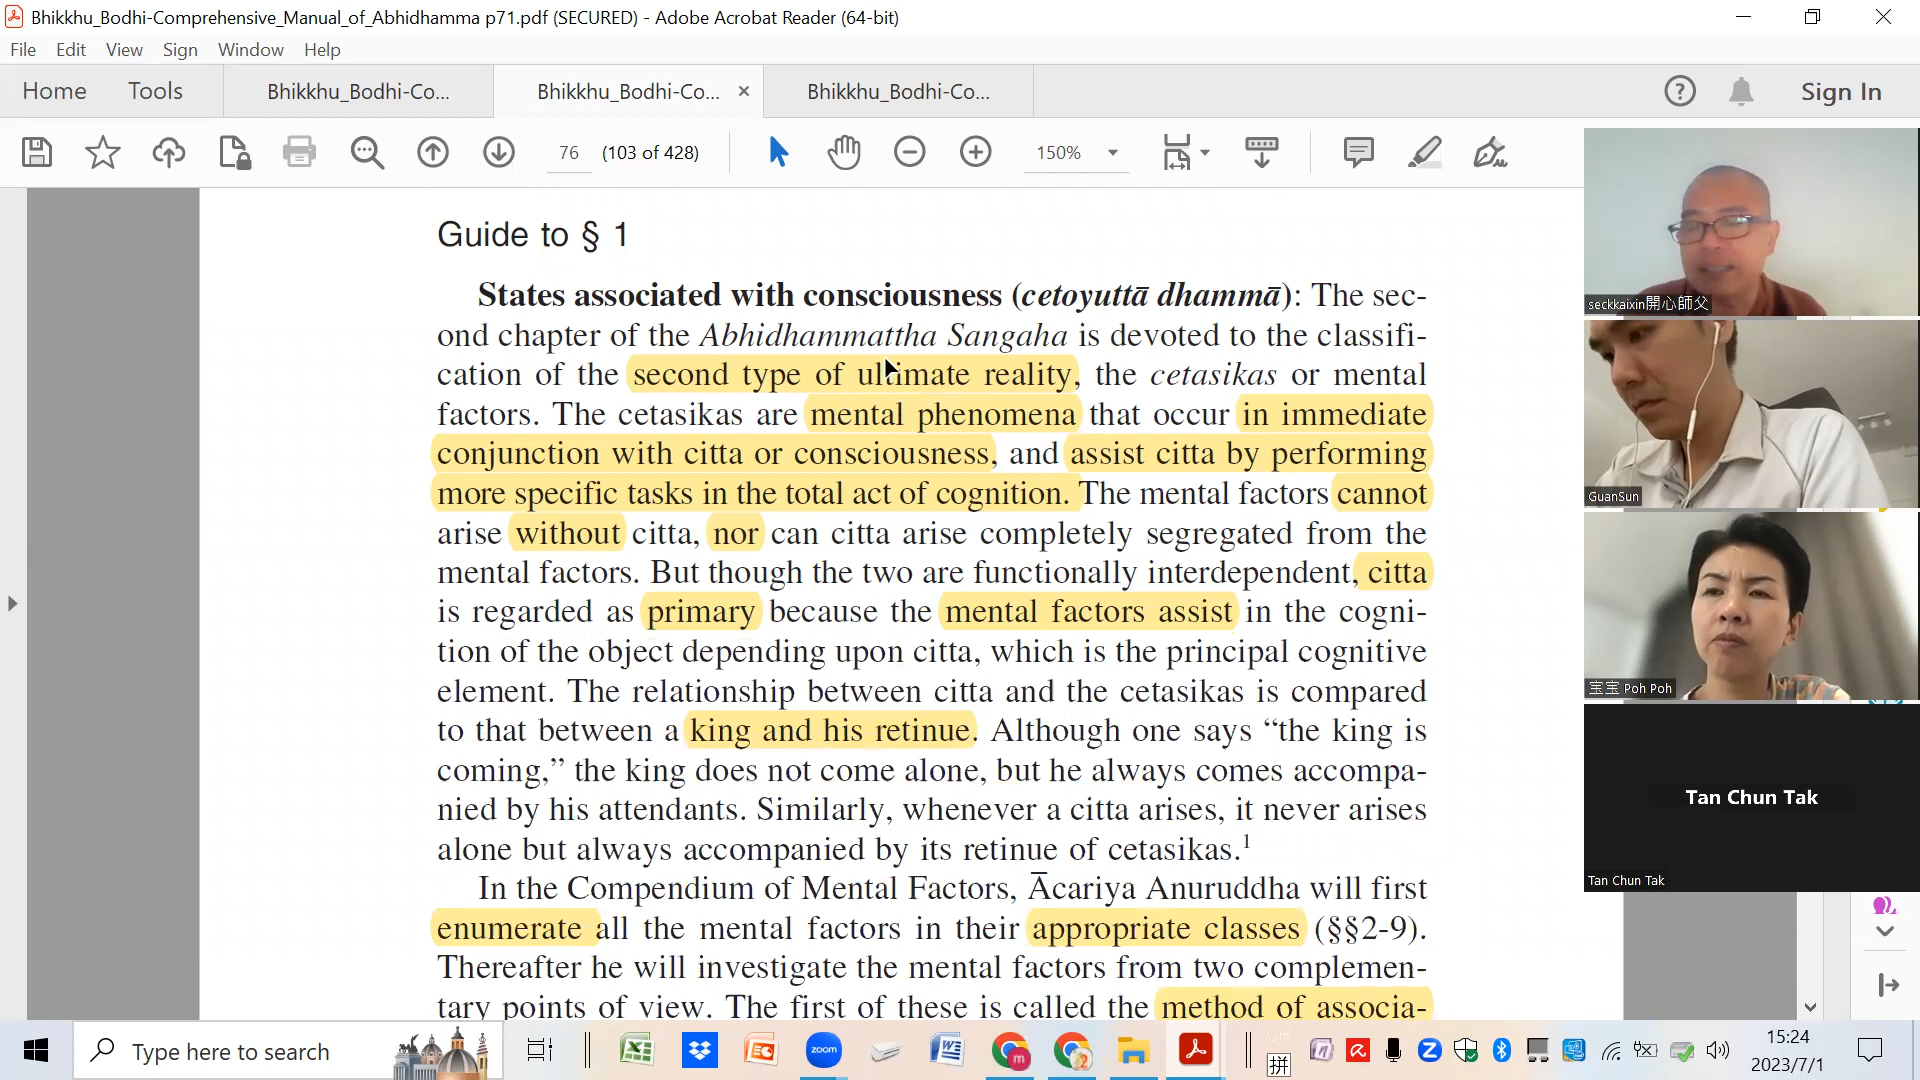 Bhikkhu_Bodhi-Comprehensive_Manual_of_Abhidhamma p71.pdf (SECURED) - Adobe Acrobat Reader (64-bit)
File Edit View Sign Window Help
Home Tools Bhikkhu_Bodhi-Co... Bhikkhu_Bodhi-Co... Bhikkhu_Bodhi-Co... Sign In
76 (103 of 428) 150%
Guide to § 1
States associated with consciousness (cetoyuttā dhammā): The sec-
ond chapter of the Abhidhammattha Sangaha is devoted to the classifi-
cation of the second type of ultimate reality, the cetasikas or mental
factors. The cetasikas are mental phenomena that occur in immediate
conjunction with citta or consciousness, and assist citta by performing
more specific tasks in the total act of cognition. The mental factors cannot
arise without citta, nor can citta arise completely segregated from the
mental factors. But though the two are functionally interdependent, citta
is regarded as primary because the mental factors assist in the cogni-
tion of the object depending upon citta, which is the principal cognitive
element. The relationship between citta and the cetasikas is compared
to that between a king and his retinue. Although one says “the king is
coming,” the king does not come alone, but he always comes accompa-
nied by his attendants. Similarly, whenever a citta arises, it never arises
alone but always accompanied by its retinue of cetasikas.1
In the Compendium of Mental Factors, Ācariya Anuruddha will first
enumerate all the mental factors in their appropriate classes (§§2-9).
Thereafter he will investigate the mental factors from two complemen-
tary points of view. The first of these is called the method of associa-
seckkaixin開心師父
GuanSun
宝宝 Poh Poh
Tan Chun Tak
Tan Chun Tak
Type here to search
zoom
CH
拼
15:24
2023/7/1